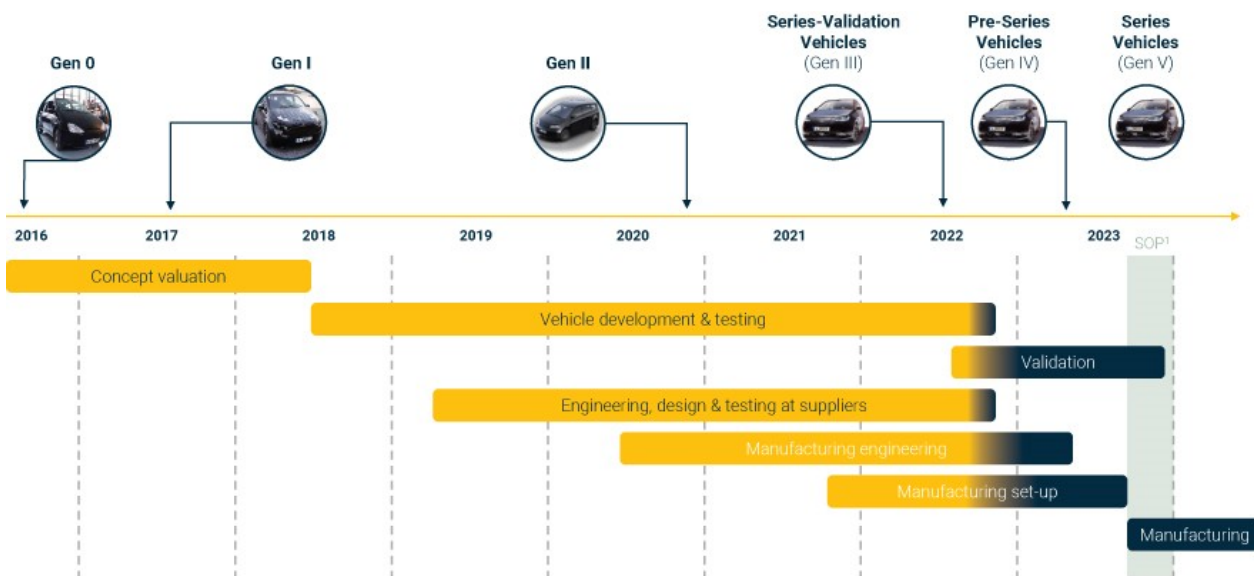 Gen 0
Gen I
Gen II
Series-Validation
Vehicles
(Gen III)
Pre-Series
Vehicles
(Gen IV)
Series
Vehicles
(Gen V)
2016
2017
2018
2019
2020
2021
2022
2023
SOP¹
Concept valuation
Vehicle development & testing
Validation
Engineering, design & testing at suppliers
Manufacturing engineering
Manufacturing set-up
Manufacturing